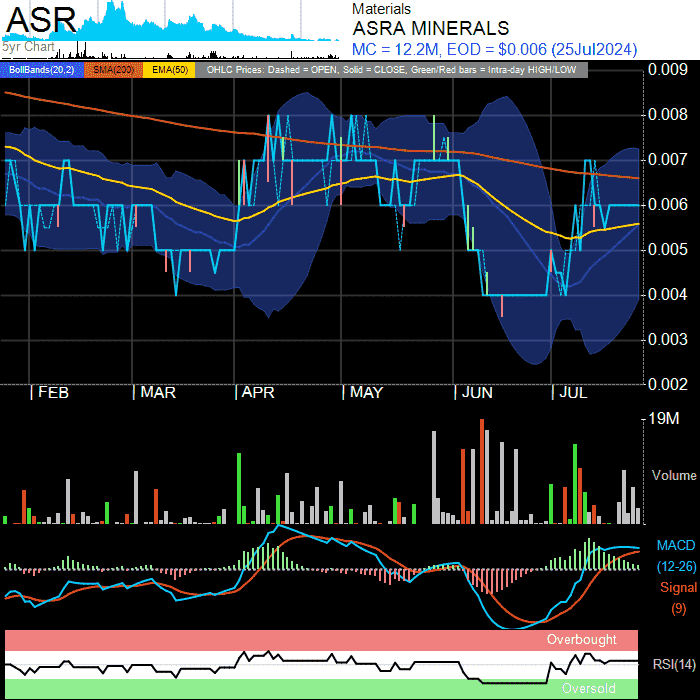 ASR
5yr Chart
Materials
ASRA MINERALS
MC = 12.2M, EOD = $0.006 (25Jul2024)
BollBands(20,2) SMA(200) EMA(50) OHLC Prices: Dashed = OPEN, Solid = CLOSE, Green/Red bars = Intra-day HIGH/LOW
0.009
0.008
0.007
0.006
0.005
0.004
0.003
0.002
| FEB | MAR | APR | MAY | JUN | JUL
19M
Volume
MACD
(12-26)
Signal
(9)
Overbought
RSI(14)
Oversold